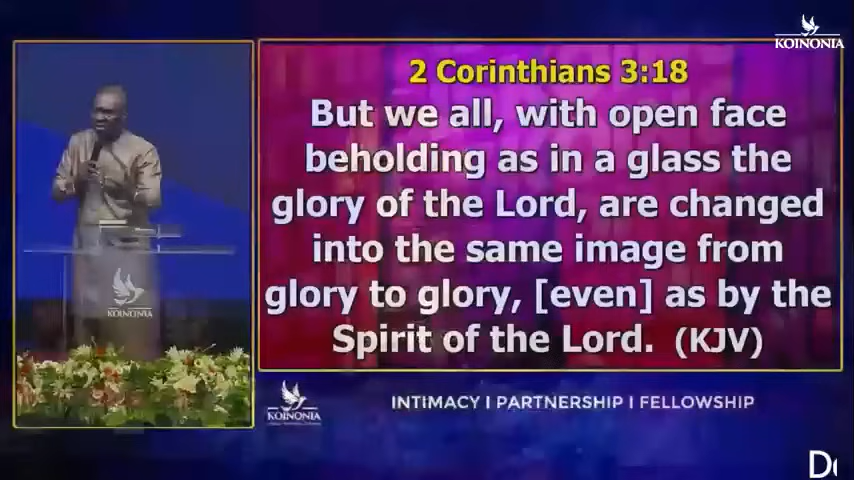 KOINONIA
2 Corinthians 3:18
But we all, with open face
beholding as in a glass the
glory of the Lord, are changed
into the same image from
glory to glory, [even] as by the
Spirit of the Lord. (KJV)
KOINONIA
KOINONIA
INTIMACY I PARTNERSHIP I FELLOWSHIP